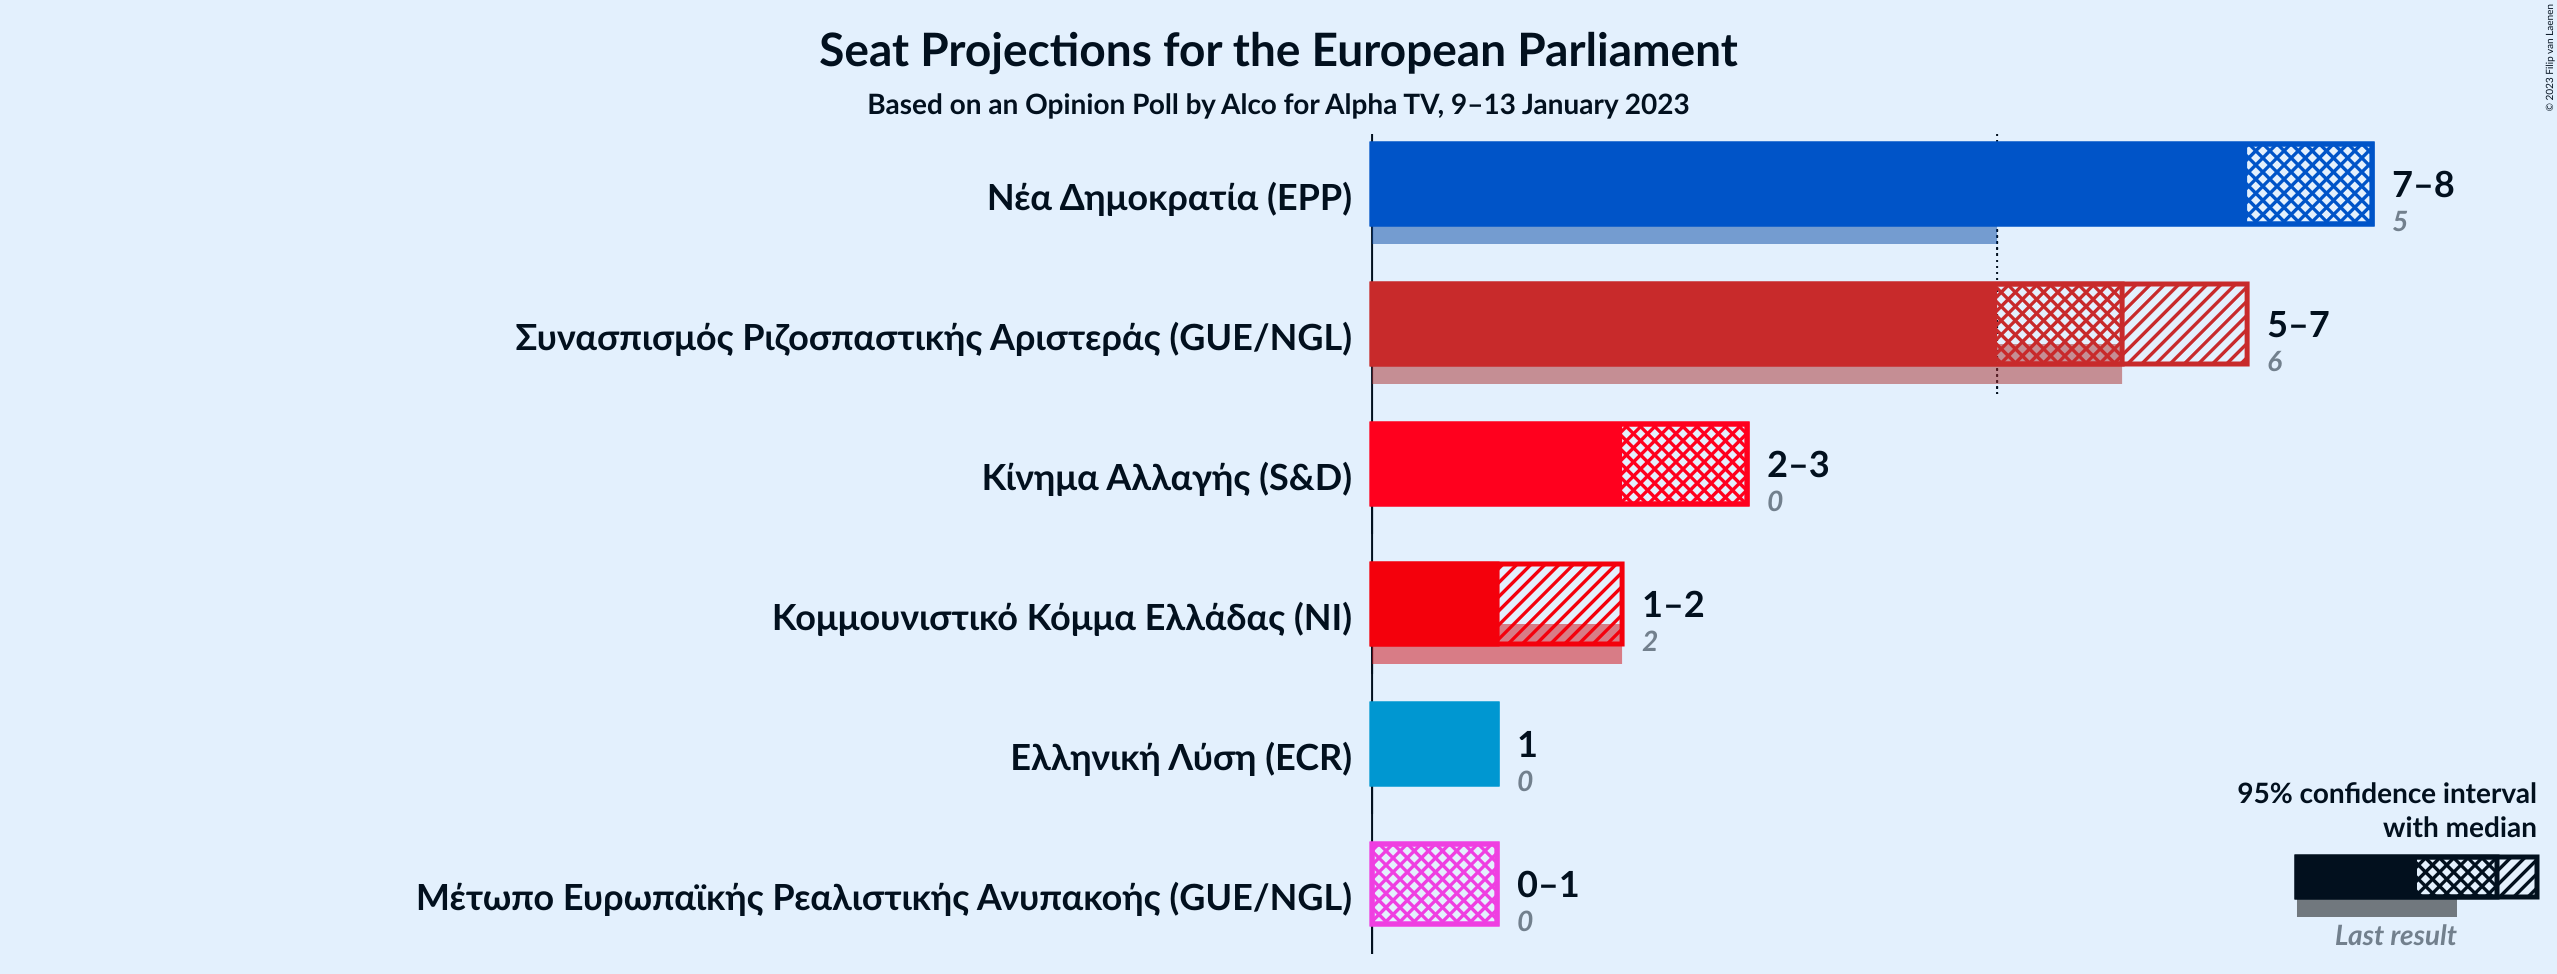 Seat Projections for the European Parliament
Based on an Opinion Poll by Alco for Alpha TV, 9–13 January 2023
© 2023 Filip van Laenen
Νέα Δημοκρατία (EPP)
7–8
5
Συνασπισμός Ριζοσπαστικής Αριστεράς (GUE/NGL)
5–7
6
Κίνημα Αλλαγής (S&D)
2–3
0
Κομμουνιστικό Κόμμα Ελλάδας (NI)
1–2
2
Ελληνική Λύση (ECR)
1
0
Μέτωπο Ευρωπαϊκής Ρεαλιστικής Ανυπακοής (GUE/NGL)
0–1
0
95% confidence interval
with median
Last result